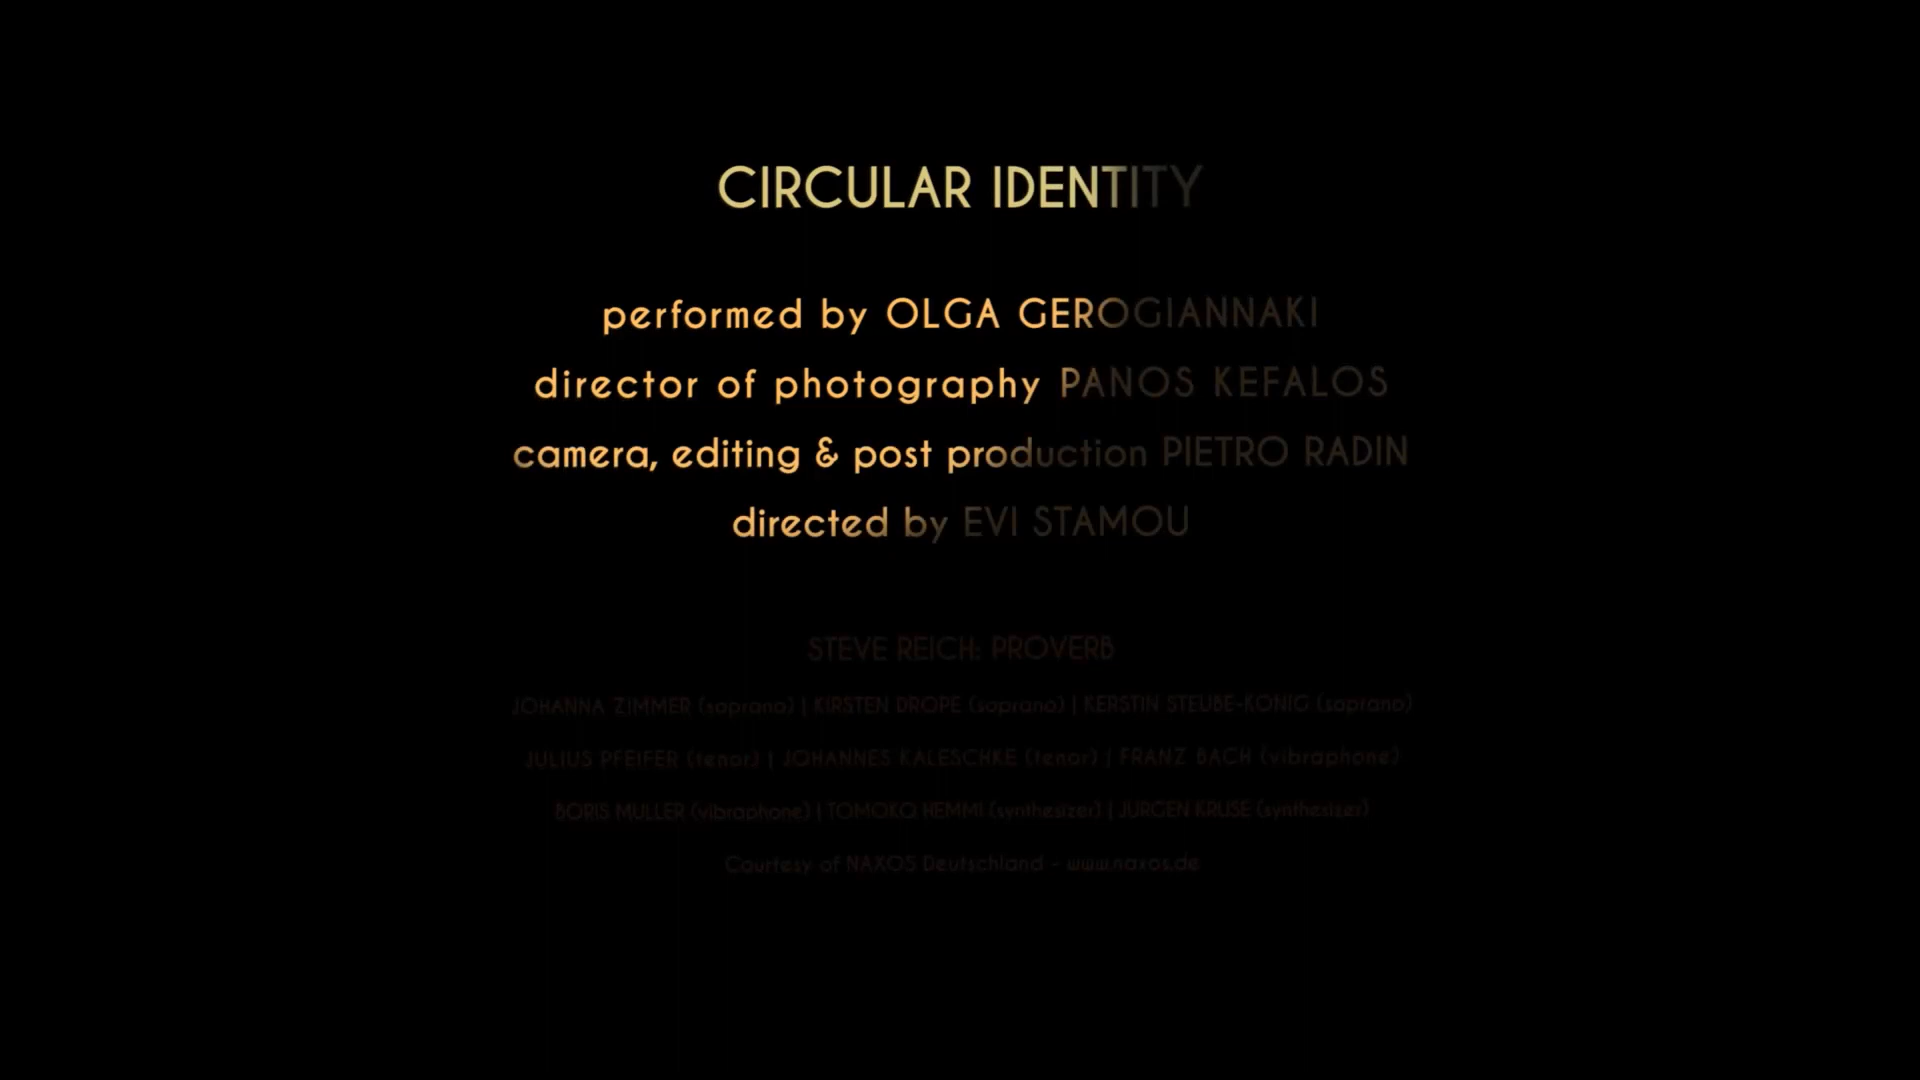 CIRCULAR IDENTITY
performed by OLGA GEROGIANNAKI
director of photography PANOS KEFALOS
camera, editing & post production PIETRO RADIN
directed by EVI STAMOU
STEVE REICH: PROVERB
JOHANNA ZIMMER (soprano) | KIRSTEN DROPE (soprano) | KERSTIN STEUBE-KONIG (soprano)
JULIUS PFEIFER (tenor) | JOHANNES KALESCHKE (tenor) | FRANZ BACH (vibraphone)
BORIS MULLER (vibraphone) | TOMOKO HEMMI (synthesizer) | JURGEN KRUSE (synthesiser)
Courtesy of NAXOS Deutschland - www.naxos.de